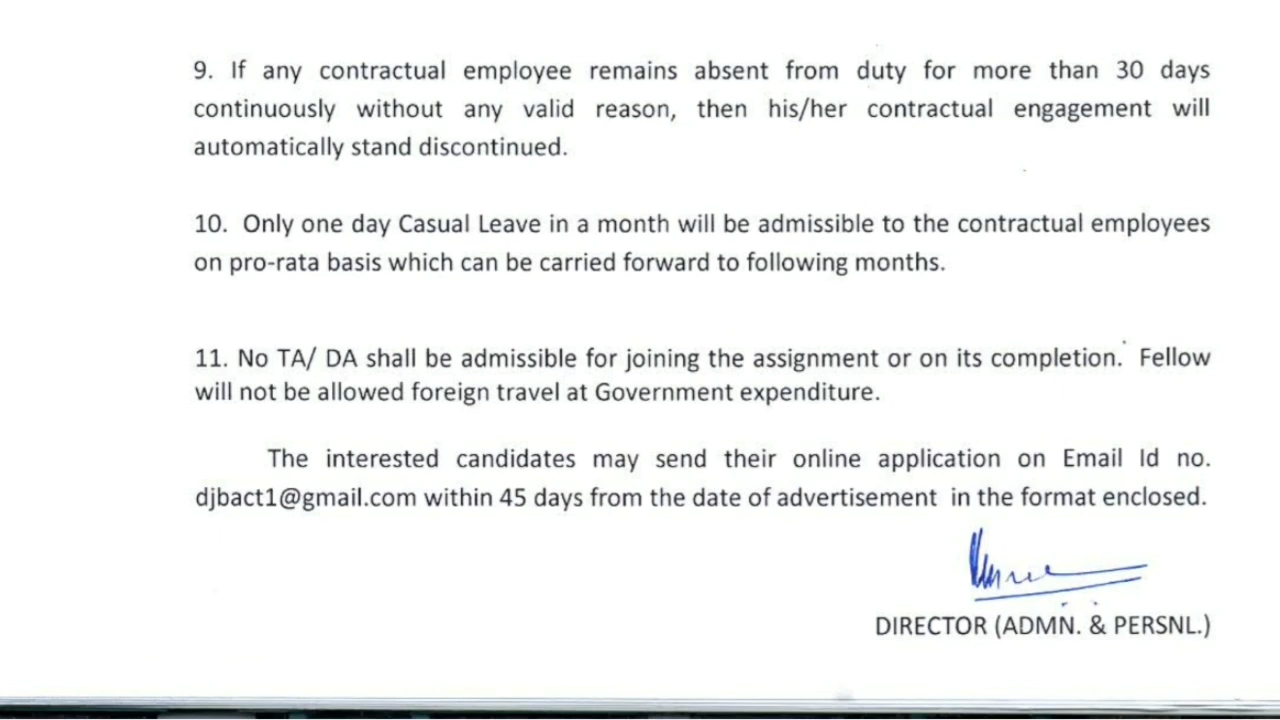 9. If any contractual employee remains absent from duty for more than 30 days
continuously without any valid reason, then his/her contractual engagement will
automatically stand discontinued.
10. Only one day Casual Leave in a month will be admissible to the contractual employees
on pro-rata basis which can be carried forward to following months.
11. No TA/ DA shall be admissible for joining the assignment or on its completion. Fellow
will not be allowed foreign travel at Government expenditure.
The interested candidates may send their online application on Email Id no.
djbact1@gmail.com within 45 days from the date of advertisement in the format enclosed.
DIRECTOR (ADMN. & PERSNL.)